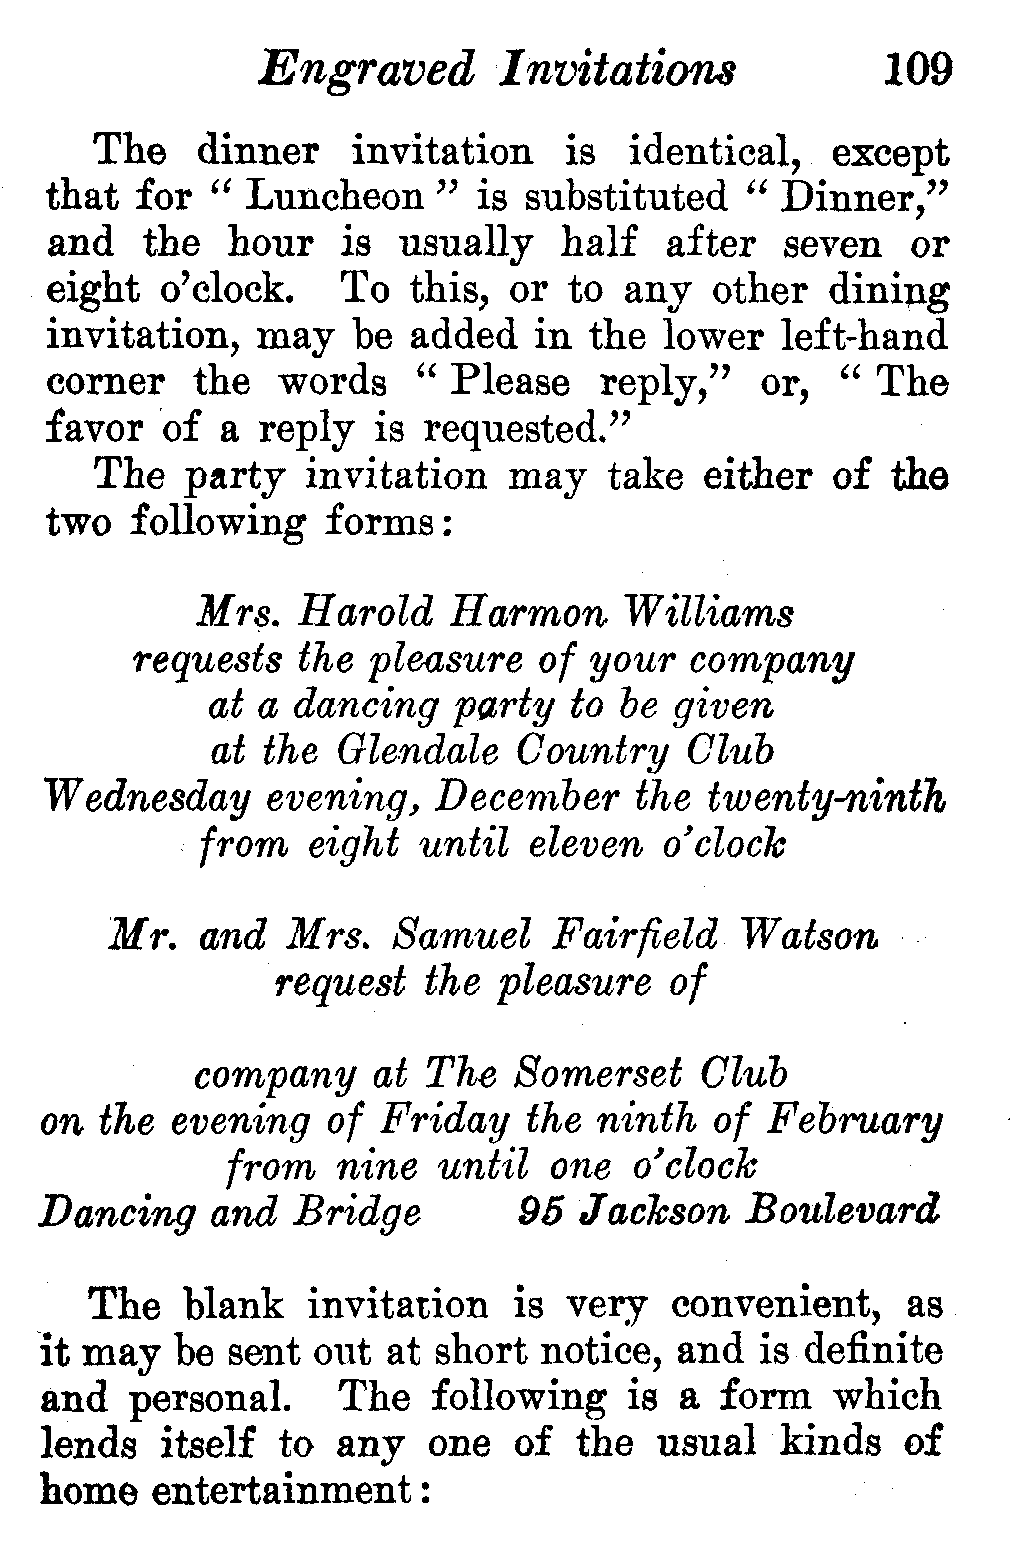 Engraved Invitations 109
The dinner invitation is identical, except
that for “ Luncheon ” is substituted “ Dinner,”
and the hour is usually half after seven or
eight o’clock. To this, or to any other dining
invitation, may be added in the lower left-hand
corner the words “ Please reply,” or, “ The
favor of a reply is requested.”
The party invitation may take either of the
two following forms:
Mrs. Harold Harmon Williams
requests the pleasure of your company
at a dancing party to be given
at the Glendale Country Club
Wednesday evening, December the twenty-ninth
from eight until eleven o’clock
Mr. and Mrs. Samuel Fairfield Watson
request the pleasure of
company at The Somerset Club
on the evening of Friday the ninth of February
from nine until one o’clock
Dancing and Bridge 95 Jackson Boulevard
The blank invitation is very convenient, as
it may be sent out at short notice, and is definite
and personal. The following is a form which
lends itself to any one of the usual kinds of
home entertainment: